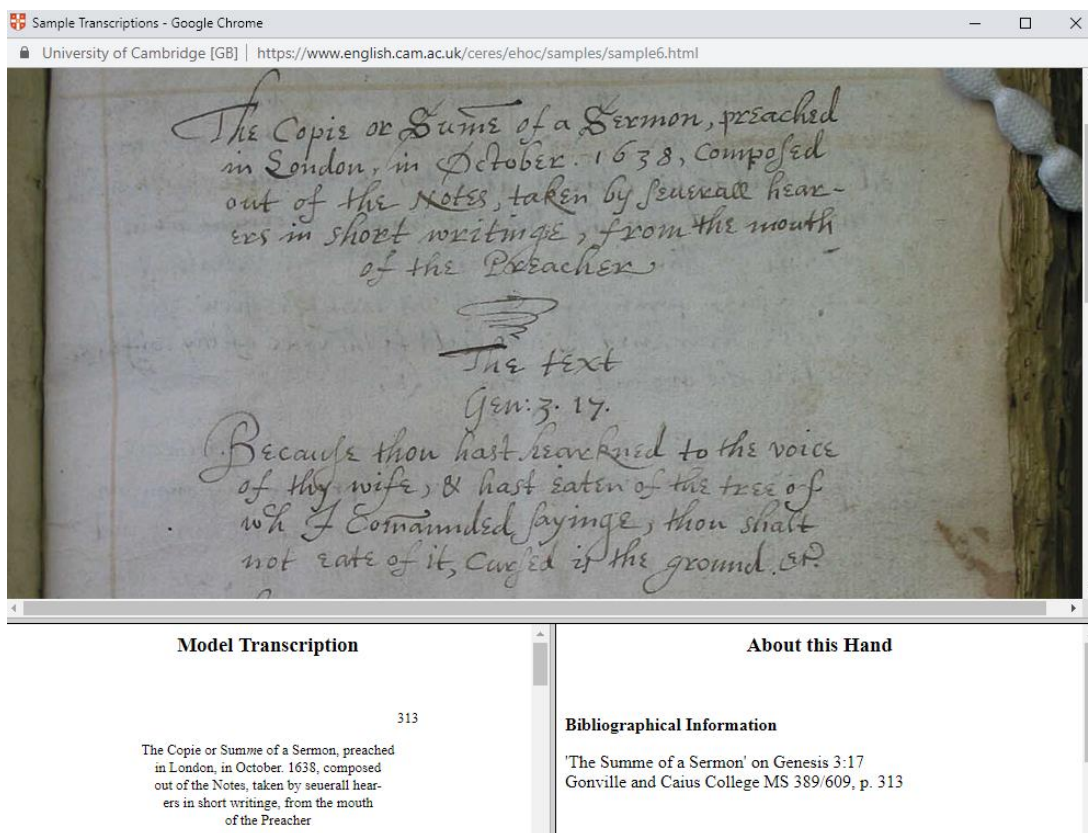 Sample Transcriptions - Google Chrome
University of Cambridge [GB] | https://www.english.cam.ac.uk/ceres/ehoc/samples/sample6.html
The Copie or Sum̄e of a Sermon, preached
in London, in October. 1638, Composed
out of the Notes, taken by seuerall hear-
ers in short writinge, from the mouth
of the Preacher
The text
Gen: 3. 17.
Because thou hast hearkned to the voice
of thy wife, & hast eaten of the tree of
wh I Com̄aunded, sayinge, thou shalt
not eate of it, Cursed is the ground. &c
Model Transcription
313
The Copie or Summe of a Sermon, preached
in London, in October. 1638, composed
out of the Notes, taken by seuerall hear-
ers in short writinge, from the mouth
of the Preacher
About this Hand
Bibliographical Information
'The Summe of a Sermon' on Genesis 3:17
Gonville and Caius College MS 389/609, p. 313